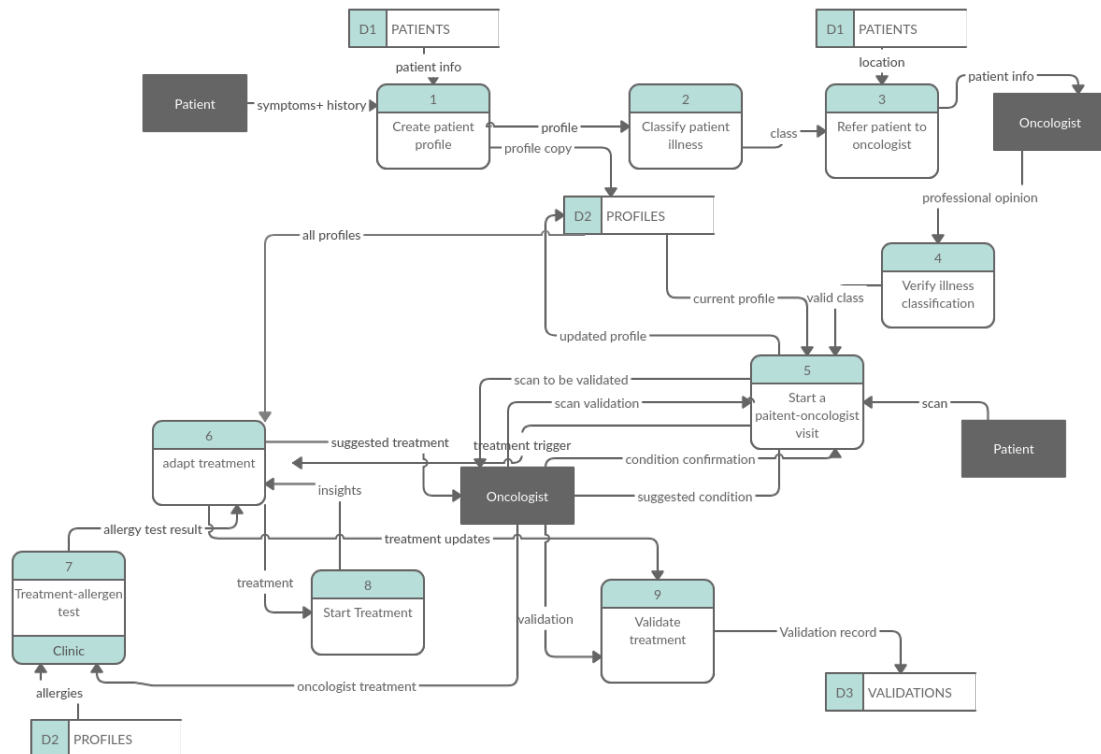 D1 PATIENTS
D1 PATIENTS
patient info
location
Patient
symptoms+ history
1
Create patient
profile
profile
profile copy
2
Classify patient
illness
class
3
Refer patient to
oncologist
patient info
Oncologist
professional opinion
D2 PROFILES
all profiles
4
Verify illness
classification
current profile
valid class
updated profile
5
Start a
paitent-oncologist
visit
scan to be validated
scan validation
scan
Patient
6
adapt treatment
suggested treatment
treatment trigger
condition confirmation
insights
Oncologist
suggested condition
allergy test result
treatment updates
7
Treatment-allergen
test
Clinic
treatment
8
Start Treatment
validation
9
Validate
treatment
Validation record
allergies
oncologist treatment
D3 VALIDATIONS
D2 PROFILES